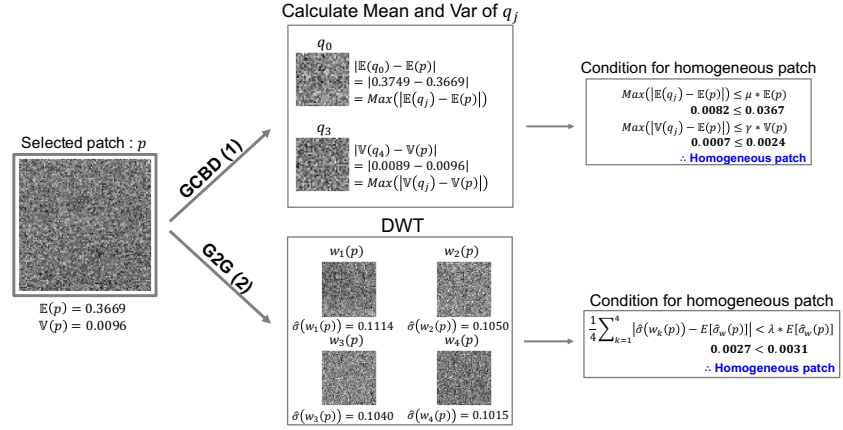 Calculate Mean and Var of q_j
q_0
|𝔼(q_0) − 𝔼(p)|
= |0.3749 − 0.3669|
= Max(|𝔼(q_j) − 𝔼(p)|)
q_3
|𝕍(q_4) − 𝕍(p)|
= |0.0089 − 0.0096|
= Max(|𝕍(q_j) − 𝕍(p)|)
Condition for homogeneous patch
Max(|𝔼(q_j) − 𝔼(p)|) ≤ μ ∗ 𝔼(p)
0.0082 ≤ 0.0367
Max(|𝕍(q_j) − 𝔼(p)|) ≤ γ ∗ 𝕍(p)
0.0007 ≤ 0.0024
∴ Homogeneous patch
Selected patch : p
𝔼(p) = 0.3669
𝕍(p) = 0.0096
GCBD (1)
G2G (2)
DWT
w_1(p) w_2(p)
σ̂(w_1(p)) = 0.1114 σ̂(w_2(p)) = 0.1050
w_3(p) w_4(p)
σ̂(w_3(p)) = 0.1040 σ̂(w_4(p)) = 0.1015
Condition for homogeneous patch
1/4 ∑_{k=1}^{4} |σ̂(w_k(p)) − E[σ̂_w(p)]| < λ ∗ E[σ̂_w(p)]
0.0027 < 0.0031
∴ Homogeneous patch